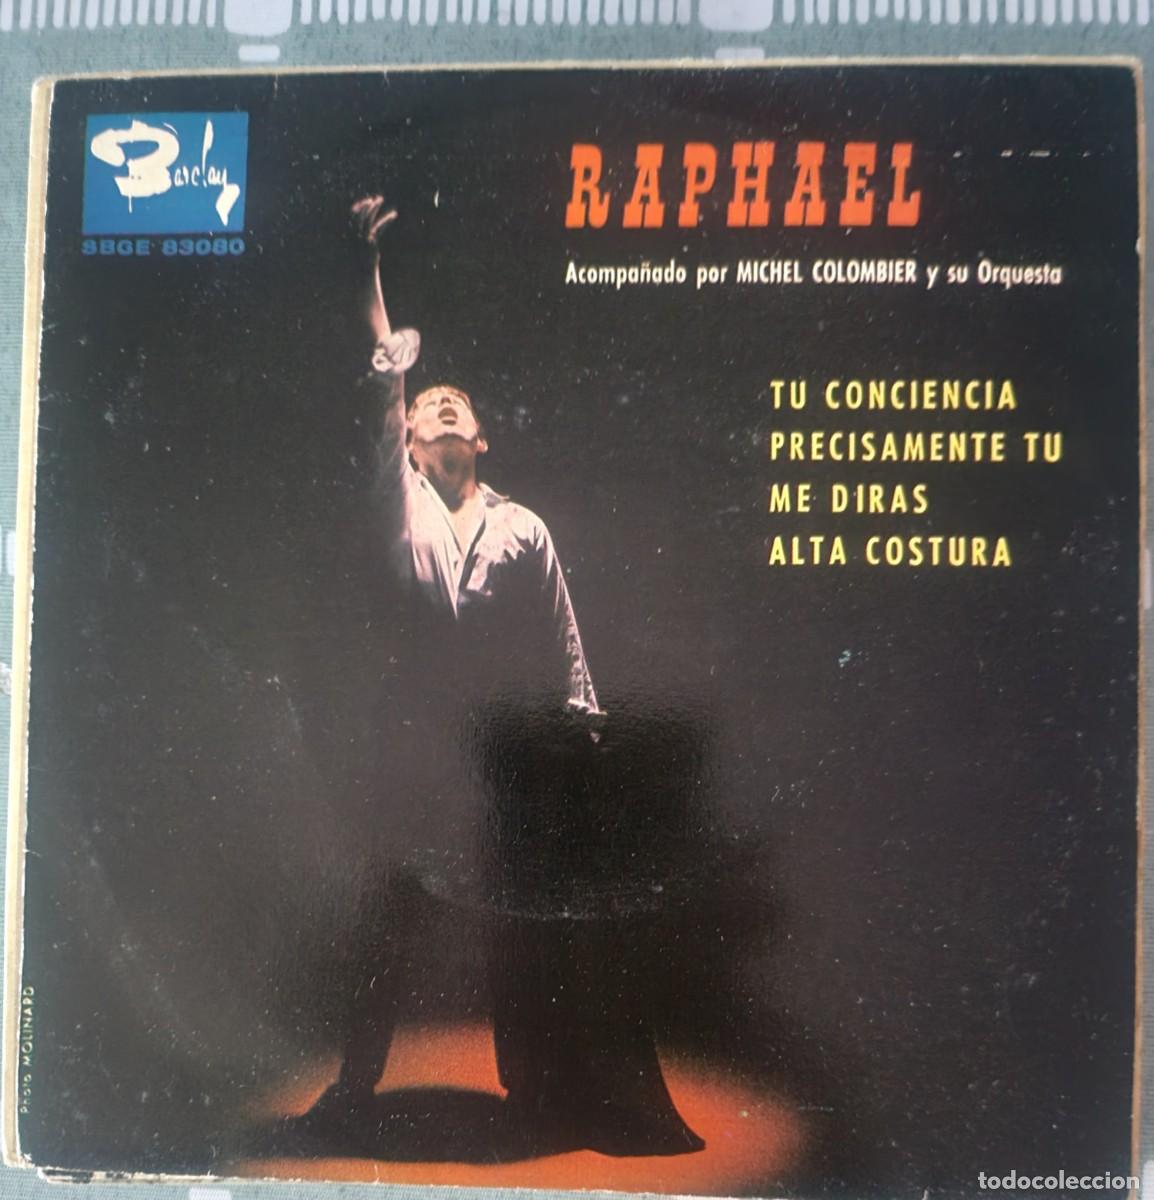 Barclay
SBGE 83080
RAPHAEL
Acompañado por MICHEL COLOMBIER y su Orquesta
TU CONCIENCIA
PRECISAMENTE TU
ME DIRAS
ALTA COSTURA
Photo MOLINARD
todocoleccion